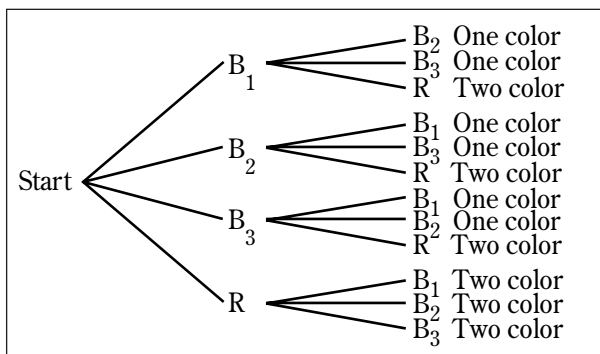 B₂ One color
B₁
B₃ One color
R Two color
B₁ One color
B₂
B₃ One color
R Two color
Start
B₁ One color
B₃
B₂ One color
R Two color
R
B₁ Two color
B₂ Two color
B₃ Two color